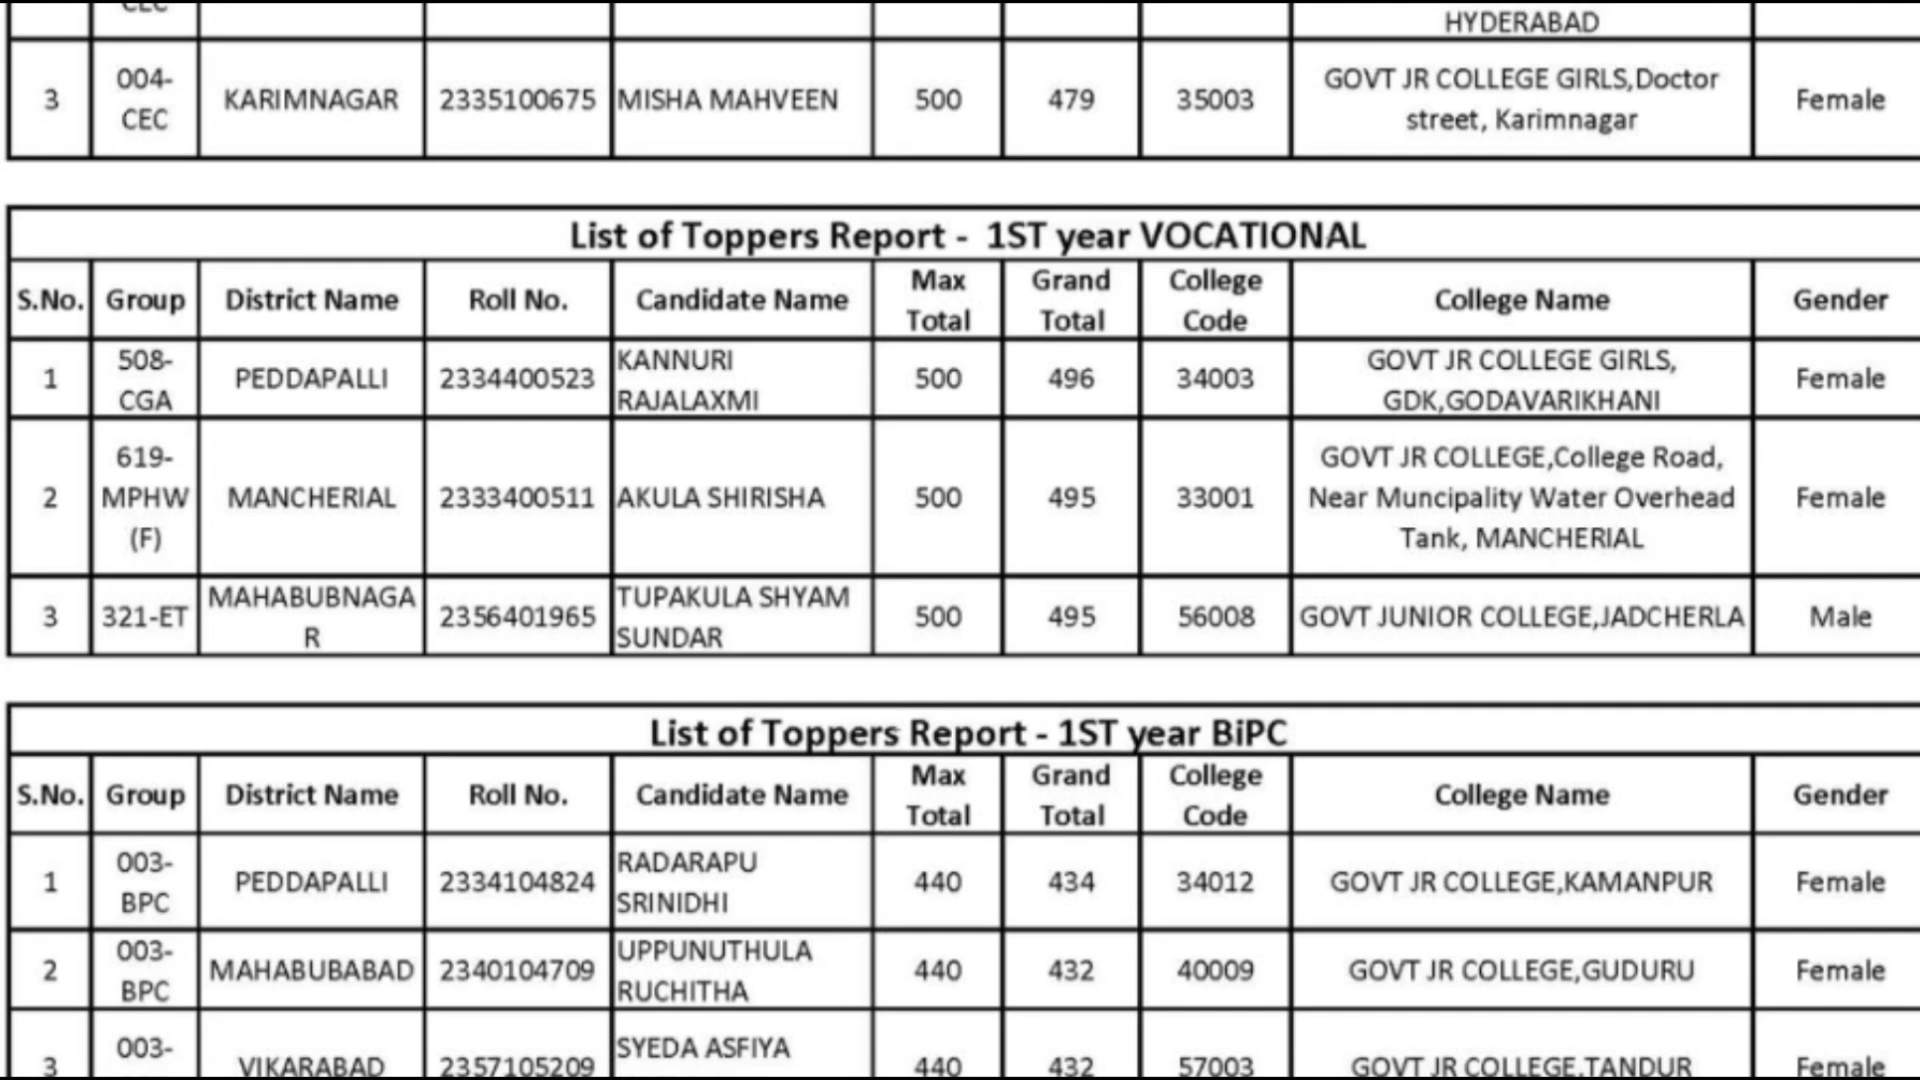 CEC
HYDERABAD
3 004- KARIMNAGAR 2335100675 MISHA MAHVEEN 500 479 35003 GOVT JR COLLEGE GIRLS,Doctor Female
CEC street, Karimnagar
List of Toppers Report - 1ST year VOCATIONAL
S.No. Group District Name Roll No. Candidate Name Max Grand College College Name Gender
Total Total Code
1 508- PEDDAPALLI 2334400523 KANNURI 500 496 34003 GOVT JR COLLEGE GIRLS, Female
CGA RAJALAXMI GDK,GODAVARIKHANI
2 619- MANCHERIAL 2333400511 AKULA SHIRISHA 500 495 33001 GOVT JR COLLEGE,College Road, Female
MPHW Near Muncipality Water Overhead
(F) Tank, MANCHERIAL
3 321-ET MAHABUBNAGA 2356401965 TUPAKULA SHYAM 500 495 56008 GOVT JUNIOR COLLEGE,JADCHERLA Male
R SUNDAR
List of Toppers Report - 1ST year BiPC
S.No. Group District Name Roll No. Candidate Name Max Grand College College Name Gender
Total Total Code
1 003- PEDDAPALLI 2334104824 RADARAPU 440 434 34012 GOVT JR COLLEGE,KAMANPUR Female
BPC SRINIDHI
2 003- MAHABUBABAD 2340104709 UPPUNUTHULA 440 432 40009 GOVT JR COLLEGE,GUDURU Female
BPC RUCHITHA
3 003- VIKARABAD 2357105209 SYEDA ASFIYA 440 432 57003 GOVT JR COLLEGE,TANDUR Female